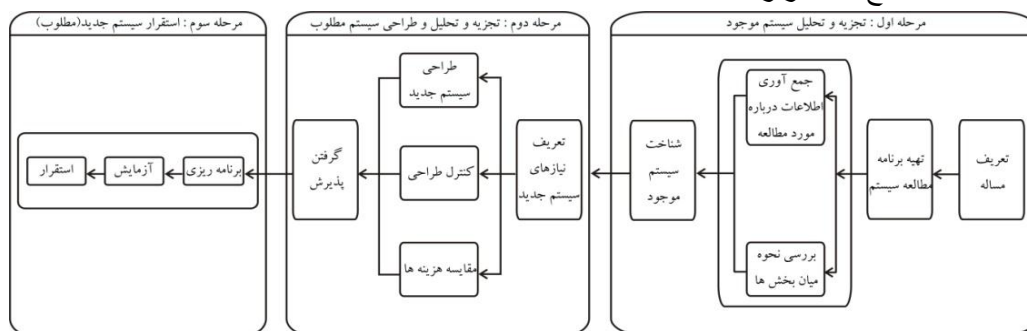 مرحله اول : تجزیه و تحلیل سیستم موجود
تعریف
مساله
تهیه برنامه
مطالعه سیستم
جمع آوری
اطلاعات درباره
مورد مطالعه
بررسی نحوه
میان بخش ها
شناخت
سیستم
موجود
مرحله دوم : تجزیه و تحلیل و طراحی سیستم مطلوب
تعریف
نیازهای
سیستم جدید
طراحی
سیستم جدید
کنترل طراحی
مقایسه هزینه ها
گرفتن
پذیرش
مرحله سوم : استقرار سیستم جدید(مطلوب)
برنامه ریزی
آزمایش
استقرار